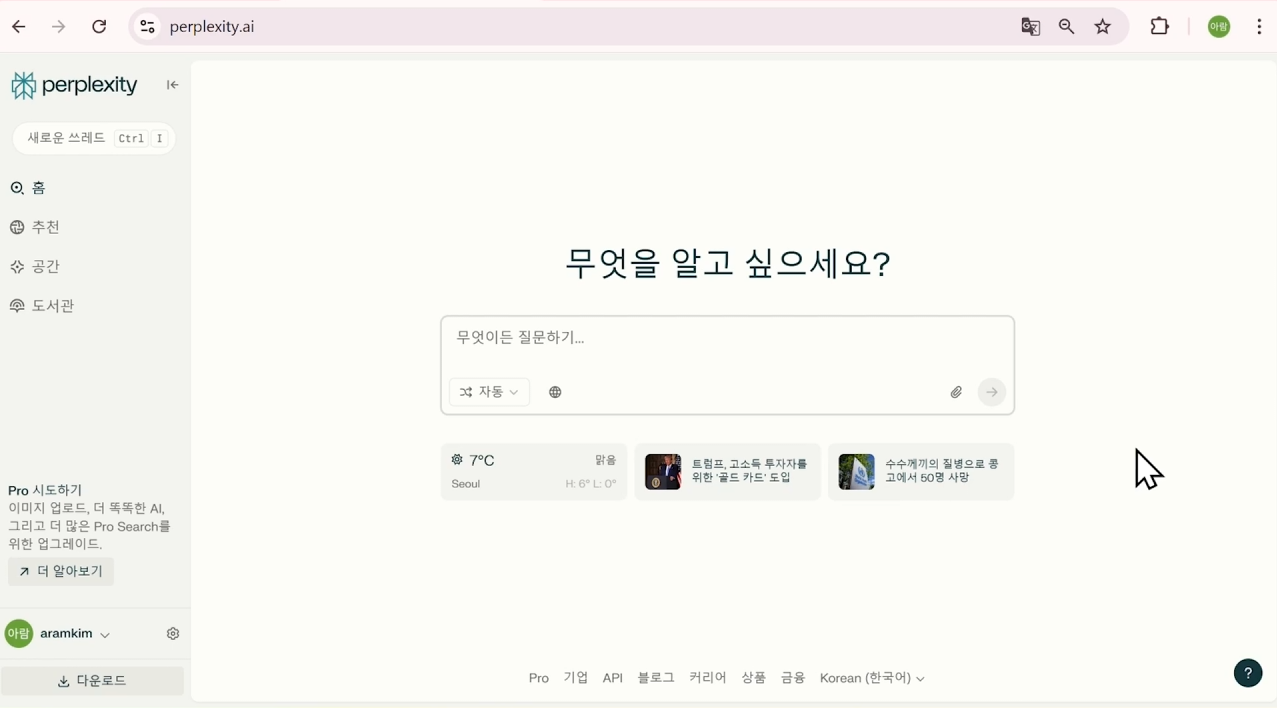 perplexity.ai
아람
perplexity
새로운 쓰레드 Ctrl I
홈
추천
공간
도서관
무엇을 알고 싶으세요?
무엇이든 질문하기...
자동
7°C 맑음
Seoul H: 6° L: 0°
트럼프, 고소득 투자자를
위한 '골드 카드' 도입
수수께끼의 질병으로 콩
고에서 50명 사망
Pro 시도하기
이미지 업로드, 더 똑똑한 AI,
그리고 더 많은 Pro Search를
위한 업그레이드.
더 알아보기
아람 aramkim
다운로드
Pro 기업 API 블로그 커리어 상품 금융 Korean (한국어)
?